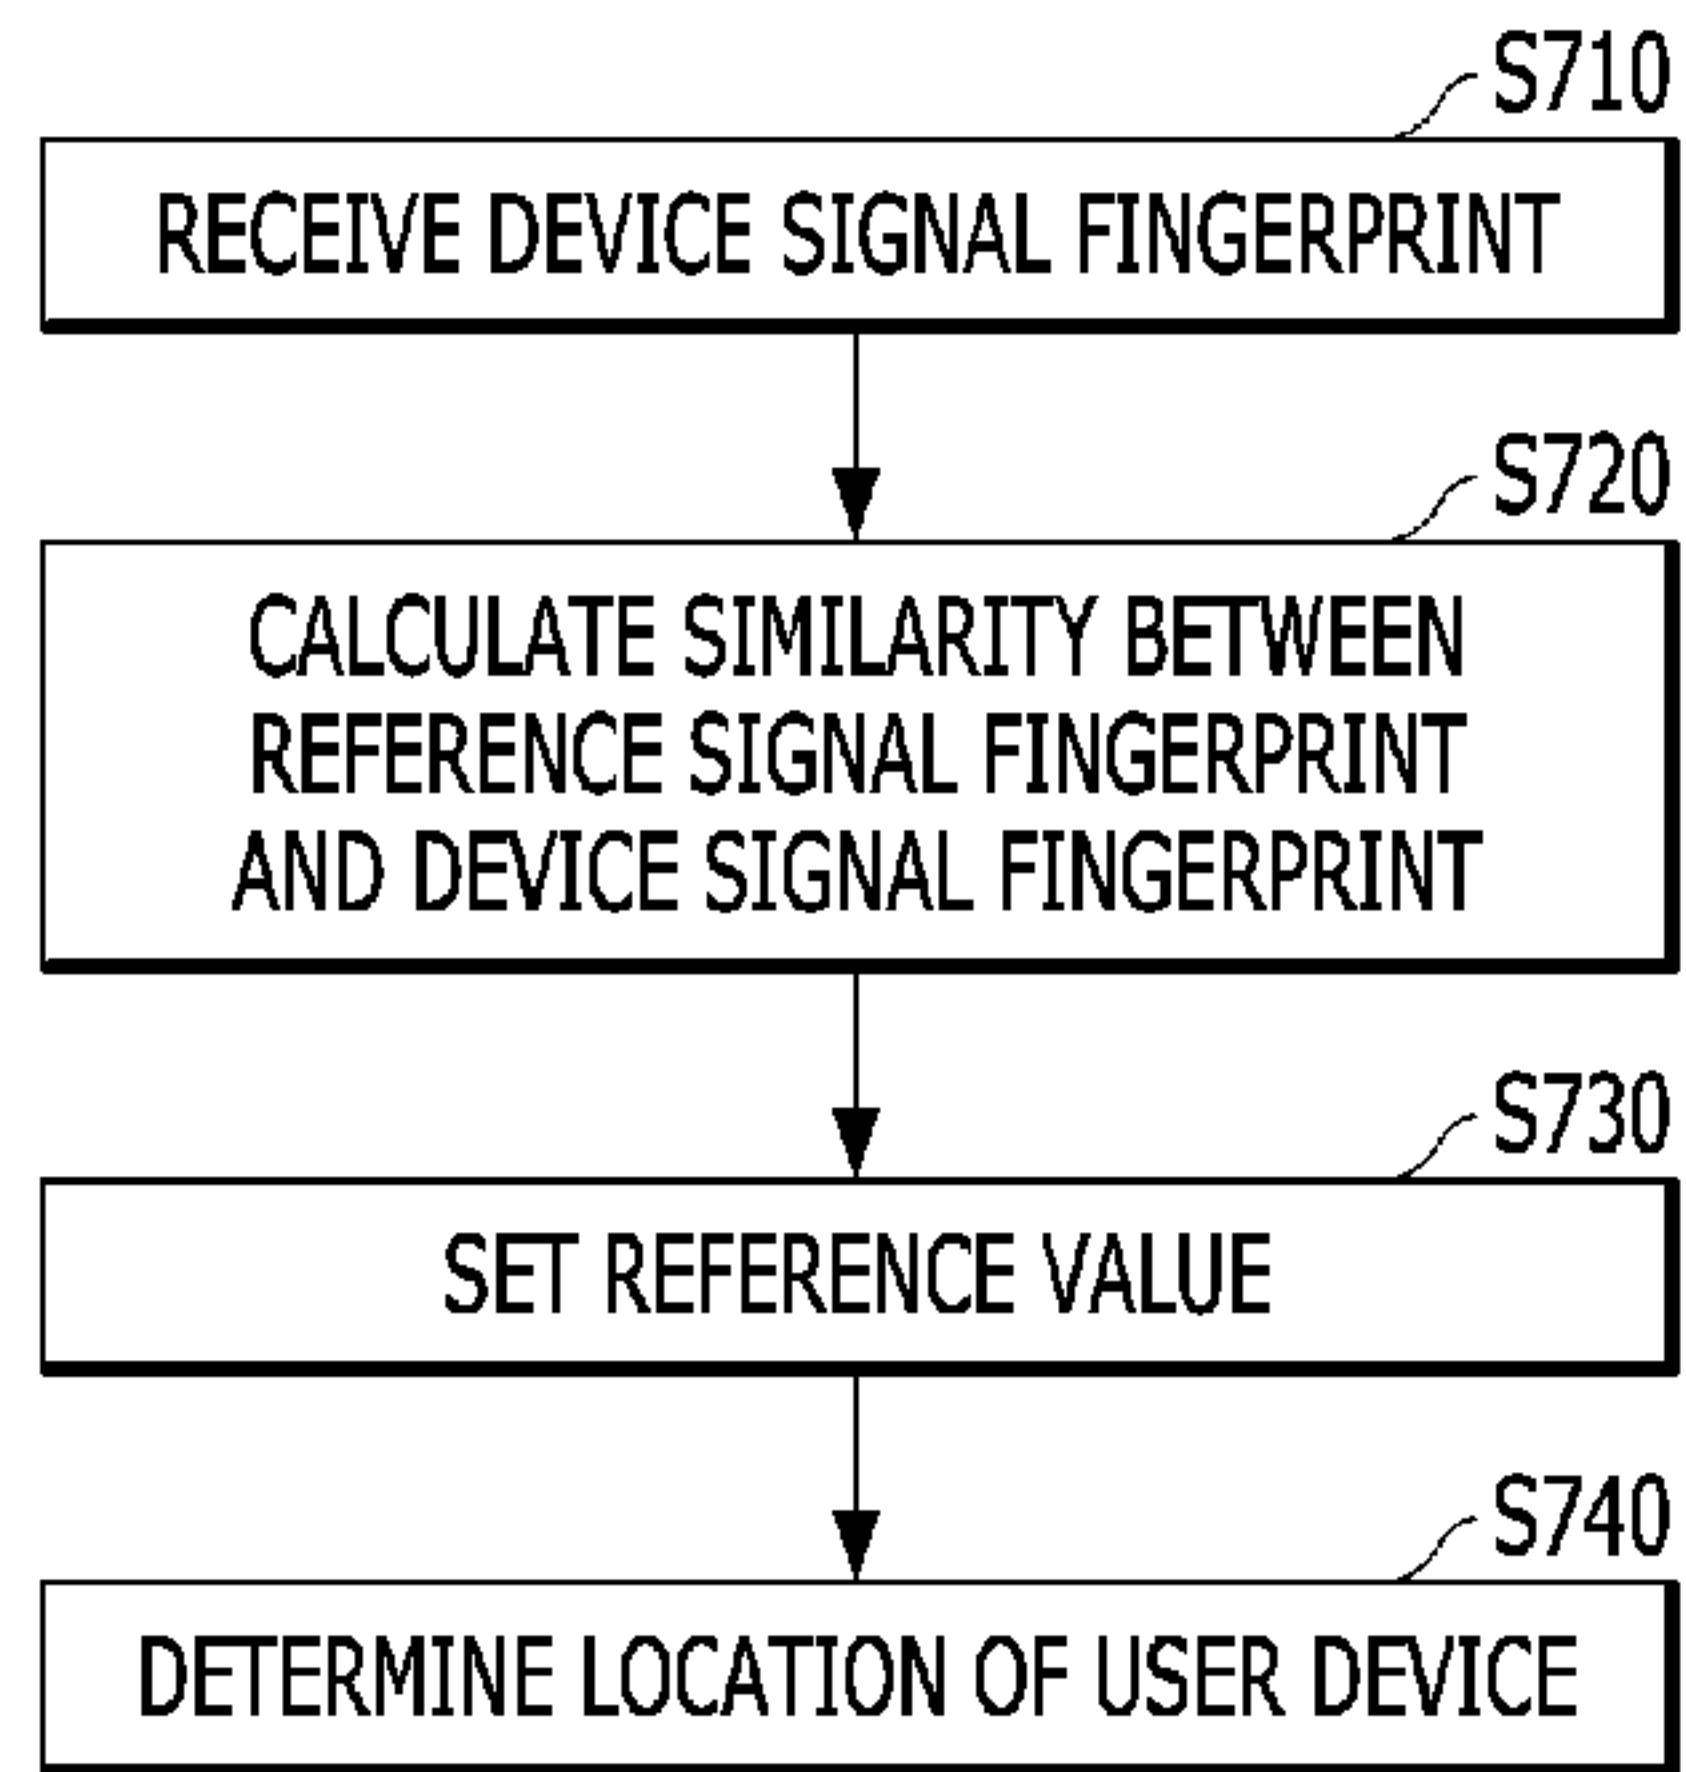 S710
RECEIVE DEVICE SIGNAL FINGERPRINT
S720
CALCULATE SIMILARITY BETWEEN
REFERENCE SIGNAL FINGERPRINT
AND DEVICE SIGNAL FINGERPRINT
S730
SET REFERENCE VALUE
S740
DETERMINE LOCATION OF USER DEVICE